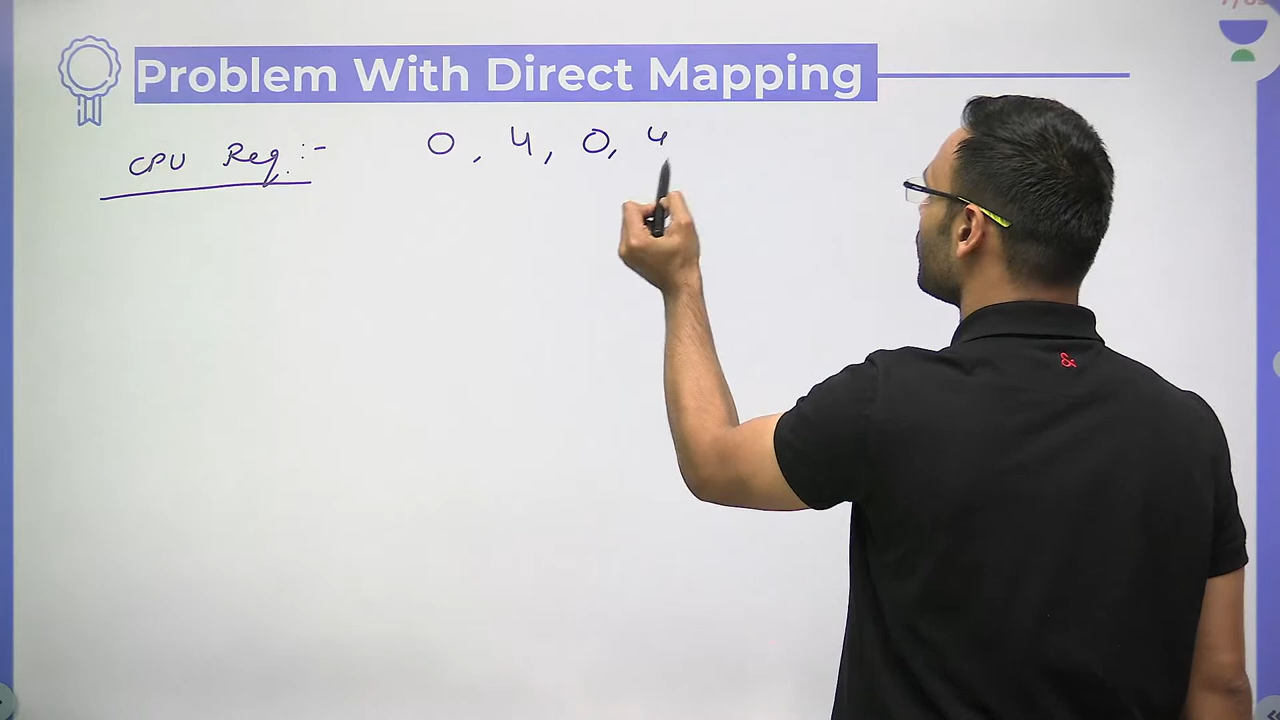 Problem With Direct Mapping
CPU Req.:- 0, 4, 0, 4
&